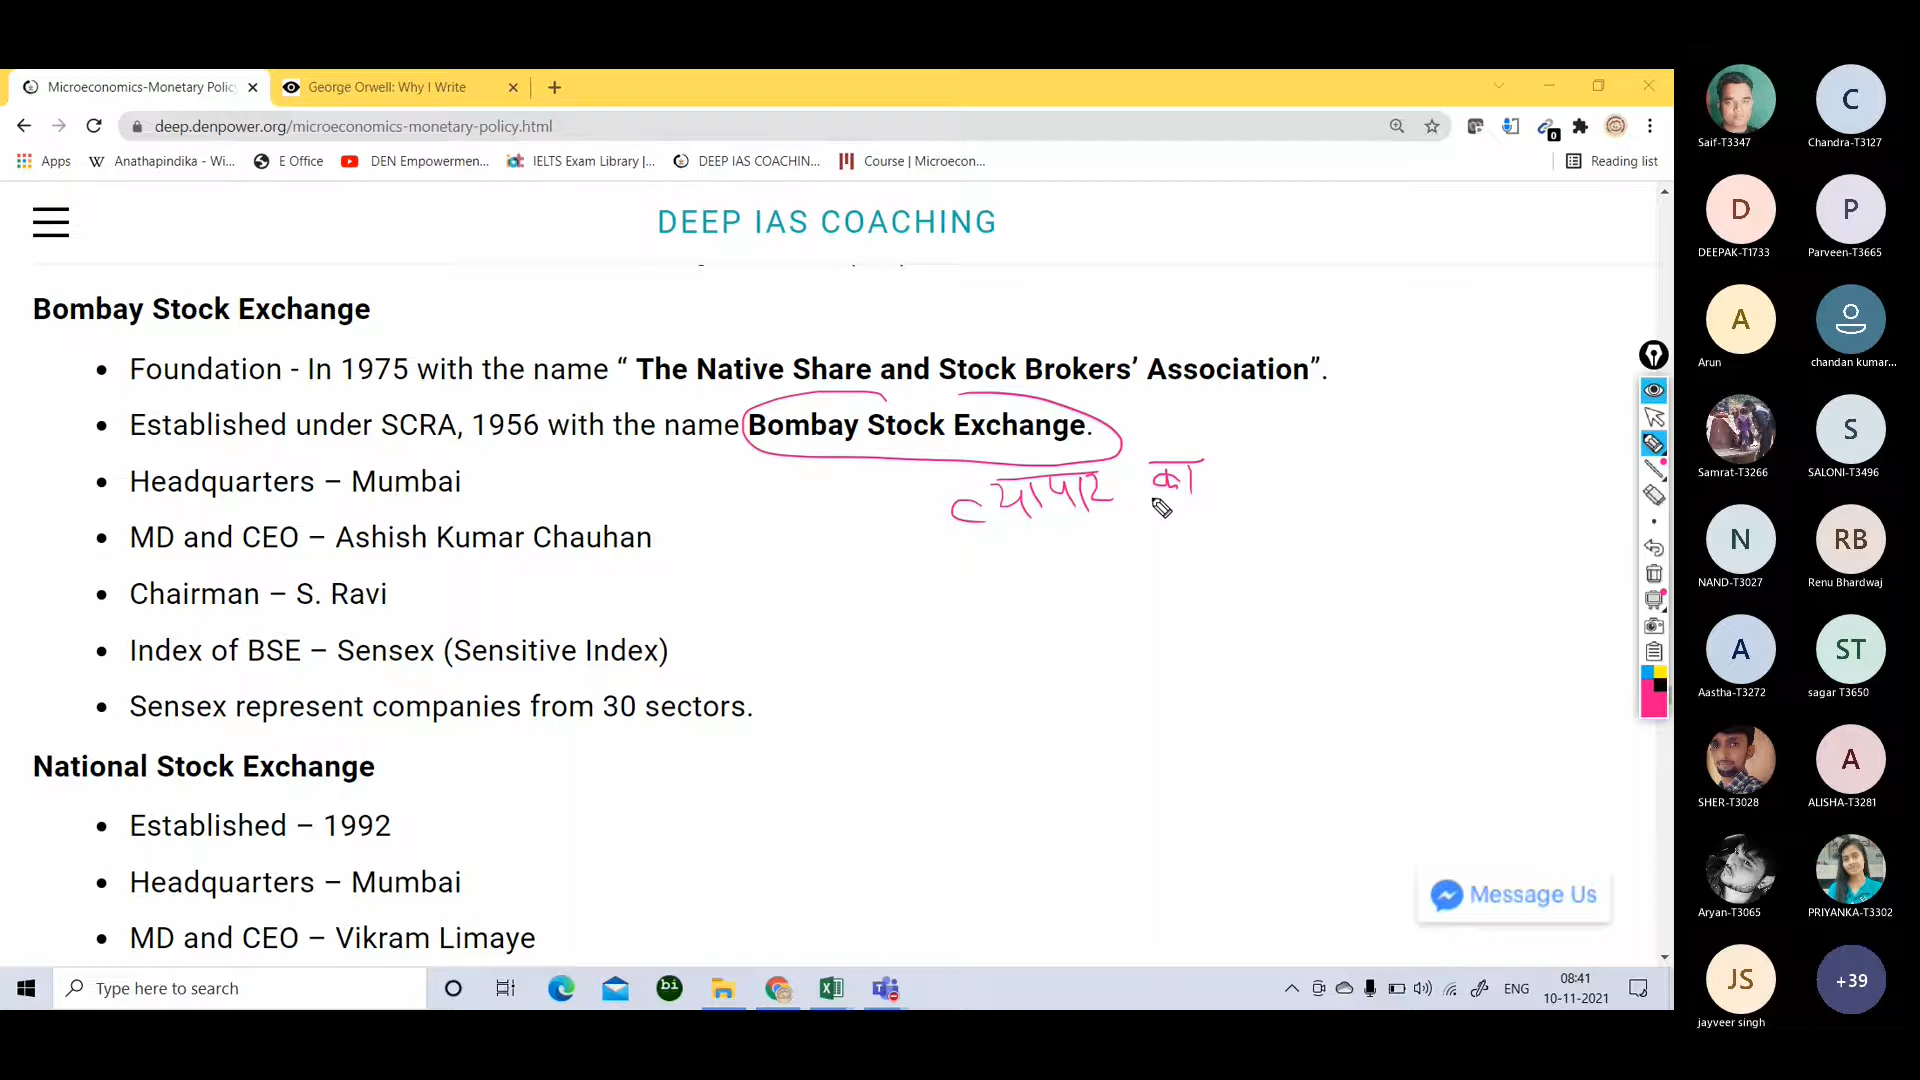 Microeconomics-Monetary Polic
George Orwell: Why I Write
deep.denpower.org/microeconomics-monetary-policy.html
Apps
Anathapindika - Wi...
E Office
DEN Empowermen...
IELTS Exam Library |...
DEEP IAS COACHIN...
Course | Microecon...
Reading list
DEEP IAS COACHING
Bombay Stock Exchange
• Foundation - In 1975 with the name “ The Native Share and Stock Brokers’ Association”.
• Established under SCRA, 1956 with the name Bombay Stock Exchange.
व्यापार का
• Headquarters – Mumbai
• MD and CEO – Ashish Kumar Chauhan
• Chairman – S. Ravi
• Index of BSE – Sensex (Sensitive Index)
• Sensex represent companies from 30 sectors.
National Stock Exchange
• Established – 1992
• Headquarters – Mumbai
• MD and CEO – Vikram Limaye
Message Us
Type here to search
bi
ENG
08:41
10-11-2021
Saif-T3347
C
Chandra-T3127
D
DEEPAK-T1733
P
Parveen-T3665
A
Arun
chandan kumar...
Samrat-T3266
S
SALONI-T3496
N
NAND-T3027
RB
Renu Bhardwaj
A
Aastha-T3272
ST
sagar T3650
SHER-T3028
A
ALISHA-T3281
Aryan-T3065
PRIYANKA-T3302
JS
jayveer singh
+39